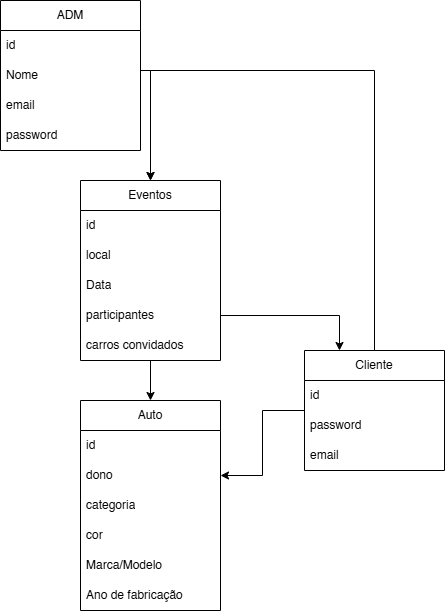 ADM
id
Nome
email
password
Eventos
id
local
Data
participantes
carros convidados
Cliente
id
password
email
Auto
id
dono
categoria
cor
Marca/Modelo
Ano de fabricação